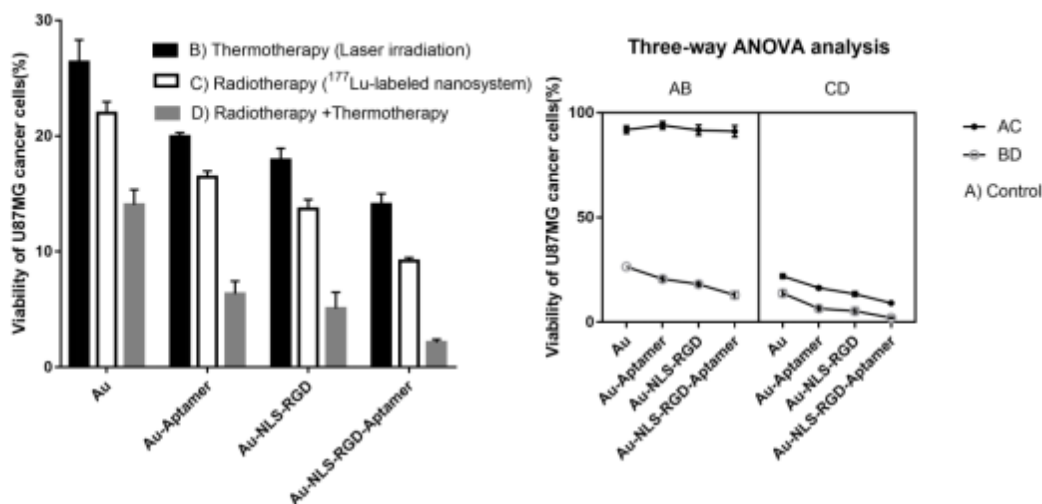 30
20
10
0
Viability of U87MG cancer cells(%)
B) Thermotherapy (Laser irradiation)
C) Radiotherapy (¹⁷⁷Lu-labeled nanosystem)
D) Radiotherapy +Thermotherapy
Au
Au-Aptamer
Au-NLS-RGD
Au-NLS-RGD-Aptamer
Three-way ANOVA analysis
AB
CD
100
50
0
Viability of U87MG cancer cells(%)
Au
Au-Aptamer
Au-NLS-RGD
Au-NLS-RGD-Aptamer
Au
Au-Aptamer
Au-NLS-RGD
Au-NLS-RGD-Aptamer
AC
BD
A) Control